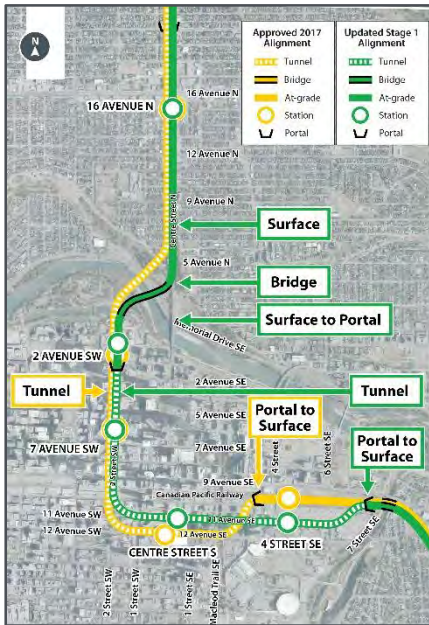 N
Approved 2017
Alignment
Tunnel
Bridge
At-grade
Station
Portal
Updated Stage 1
Alignment
Tunnel
Bridge
At-grade
Station
Portal
16 AVENUE N
16 Avenue N
12 Avenue N
9 Avenue N
Centre Street N
Surface
5 Avenue N
Bridge
Surface to Portal
Memorial Drive SE
2 AVENUE SW
Tunnel
2 Avenue SE
Tunnel
5 Avenue SE
Portal to
Surface
7 AVENUE SW
7 Avenue SE
4 Street
6 Street SE
Portal to
Surface
2 Street SW
9 Avenue SE
Canadian Pacific Railway
11 Avenue SW
11 Avenue SE
12 Avenue SW
12 Avenue SE
CENTRE STREET S
4 STREET SE
7 Street SE
2 Street SW
1 Street SW
1 Street SE
Macleod Trail SE